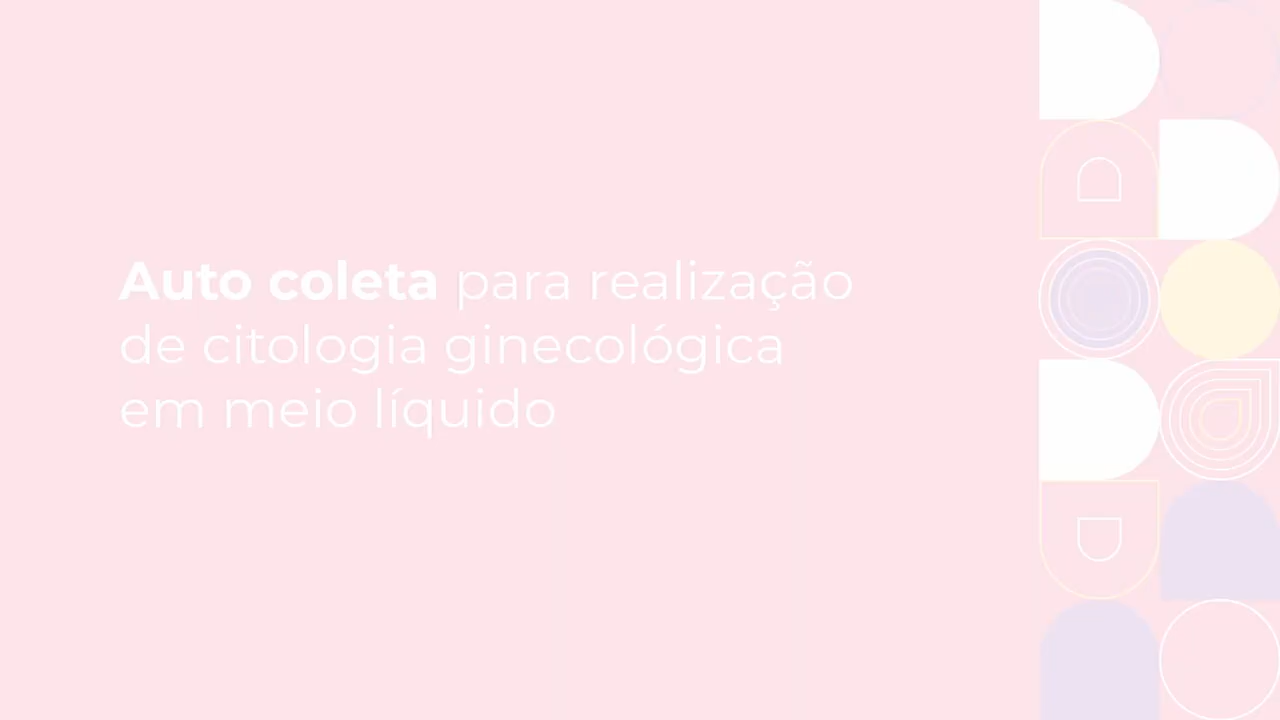 Auto coleta para realização
de citologia ginecológica
em meio líquido